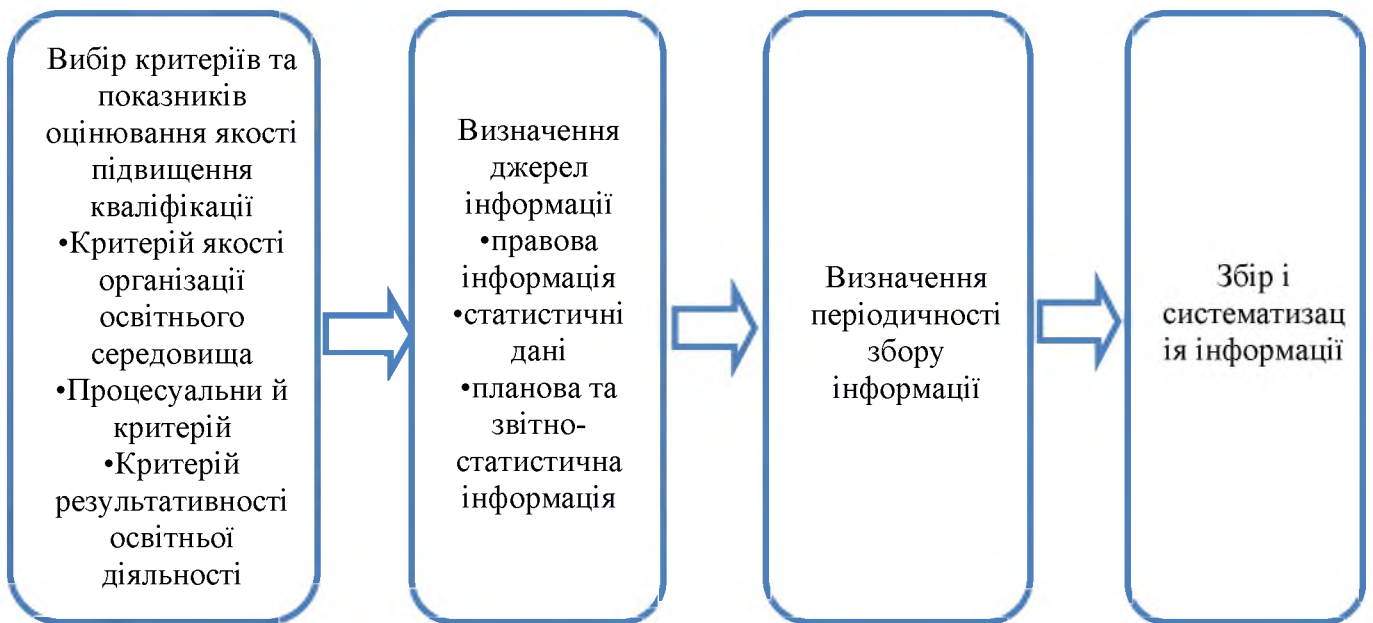 Вибір критеріїв та
показників
оцінювання якості
підвищення
кваліфікації
•Критерій якості
організації
освітнього
середовища
•Процесуальни й
критерій
•Критерій
результативності
освітньої
діяльності
Визначення
джерел
інформації
•правова
інформація
•статистичні
дані
•планова та
звітно-
статистична
інформація
Визначення
періодичності
збору
інформації
Збір і
систематизац
ія інформації